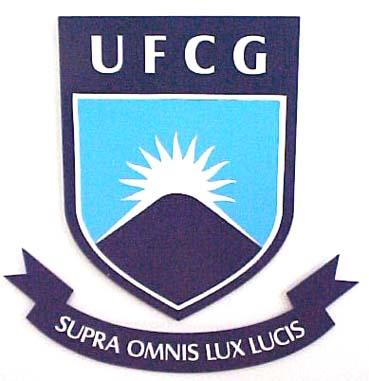 UFCG
SUPRA OMNIS LUX LUCIS